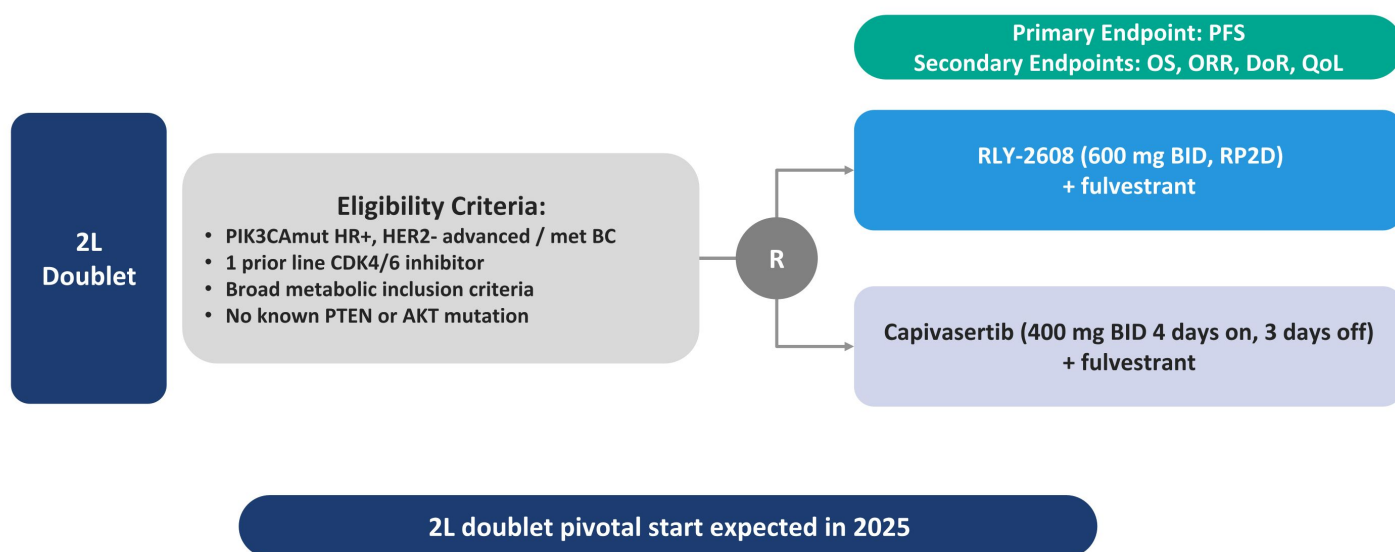 Primary Endpoint: PFS
Secondary Endpoints: OS, ORR, DoR, QoL
2L
Doublet
Eligibility Criteria:
• PIK3CAmut HR+, HER2- advanced / met BC
• 1 prior line CDK4/6 inhibitor
• Broad metabolic inclusion criteria
• No known PTEN or AKT mutation
R
RLY-2608 (600 mg BID, RP2D)
+ fulvestrant
Capivasertib (400 mg BID 4 days on, 3 days off)
+ fulvestrant
2L doublet pivotal start expected in 2025